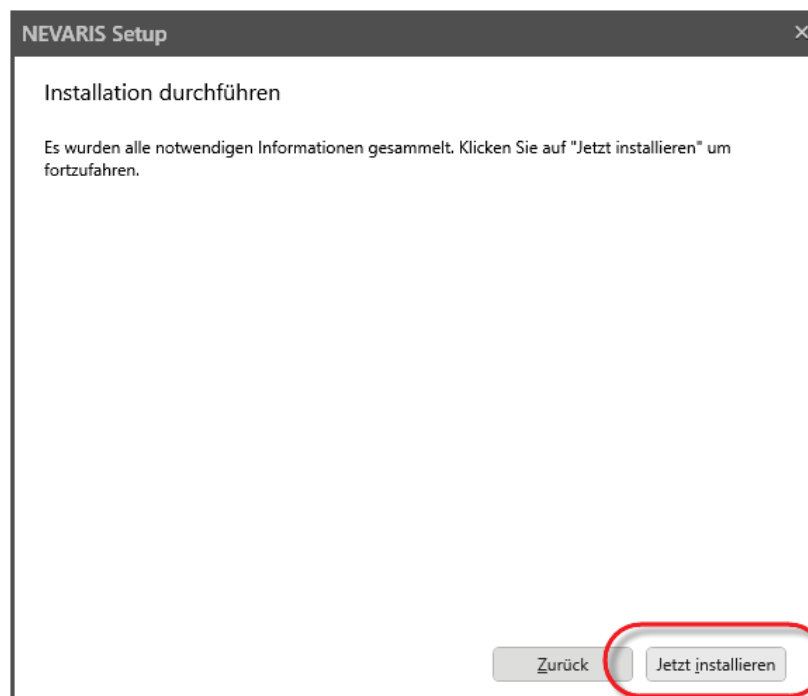 NEVARIS Setup
Installation durchführen
Es wurden alle notwendigen Informationen gesammelt. Klicken Sie auf "Jetzt installieren" um
fortzufahren.
Zurück
Jetzt installieren